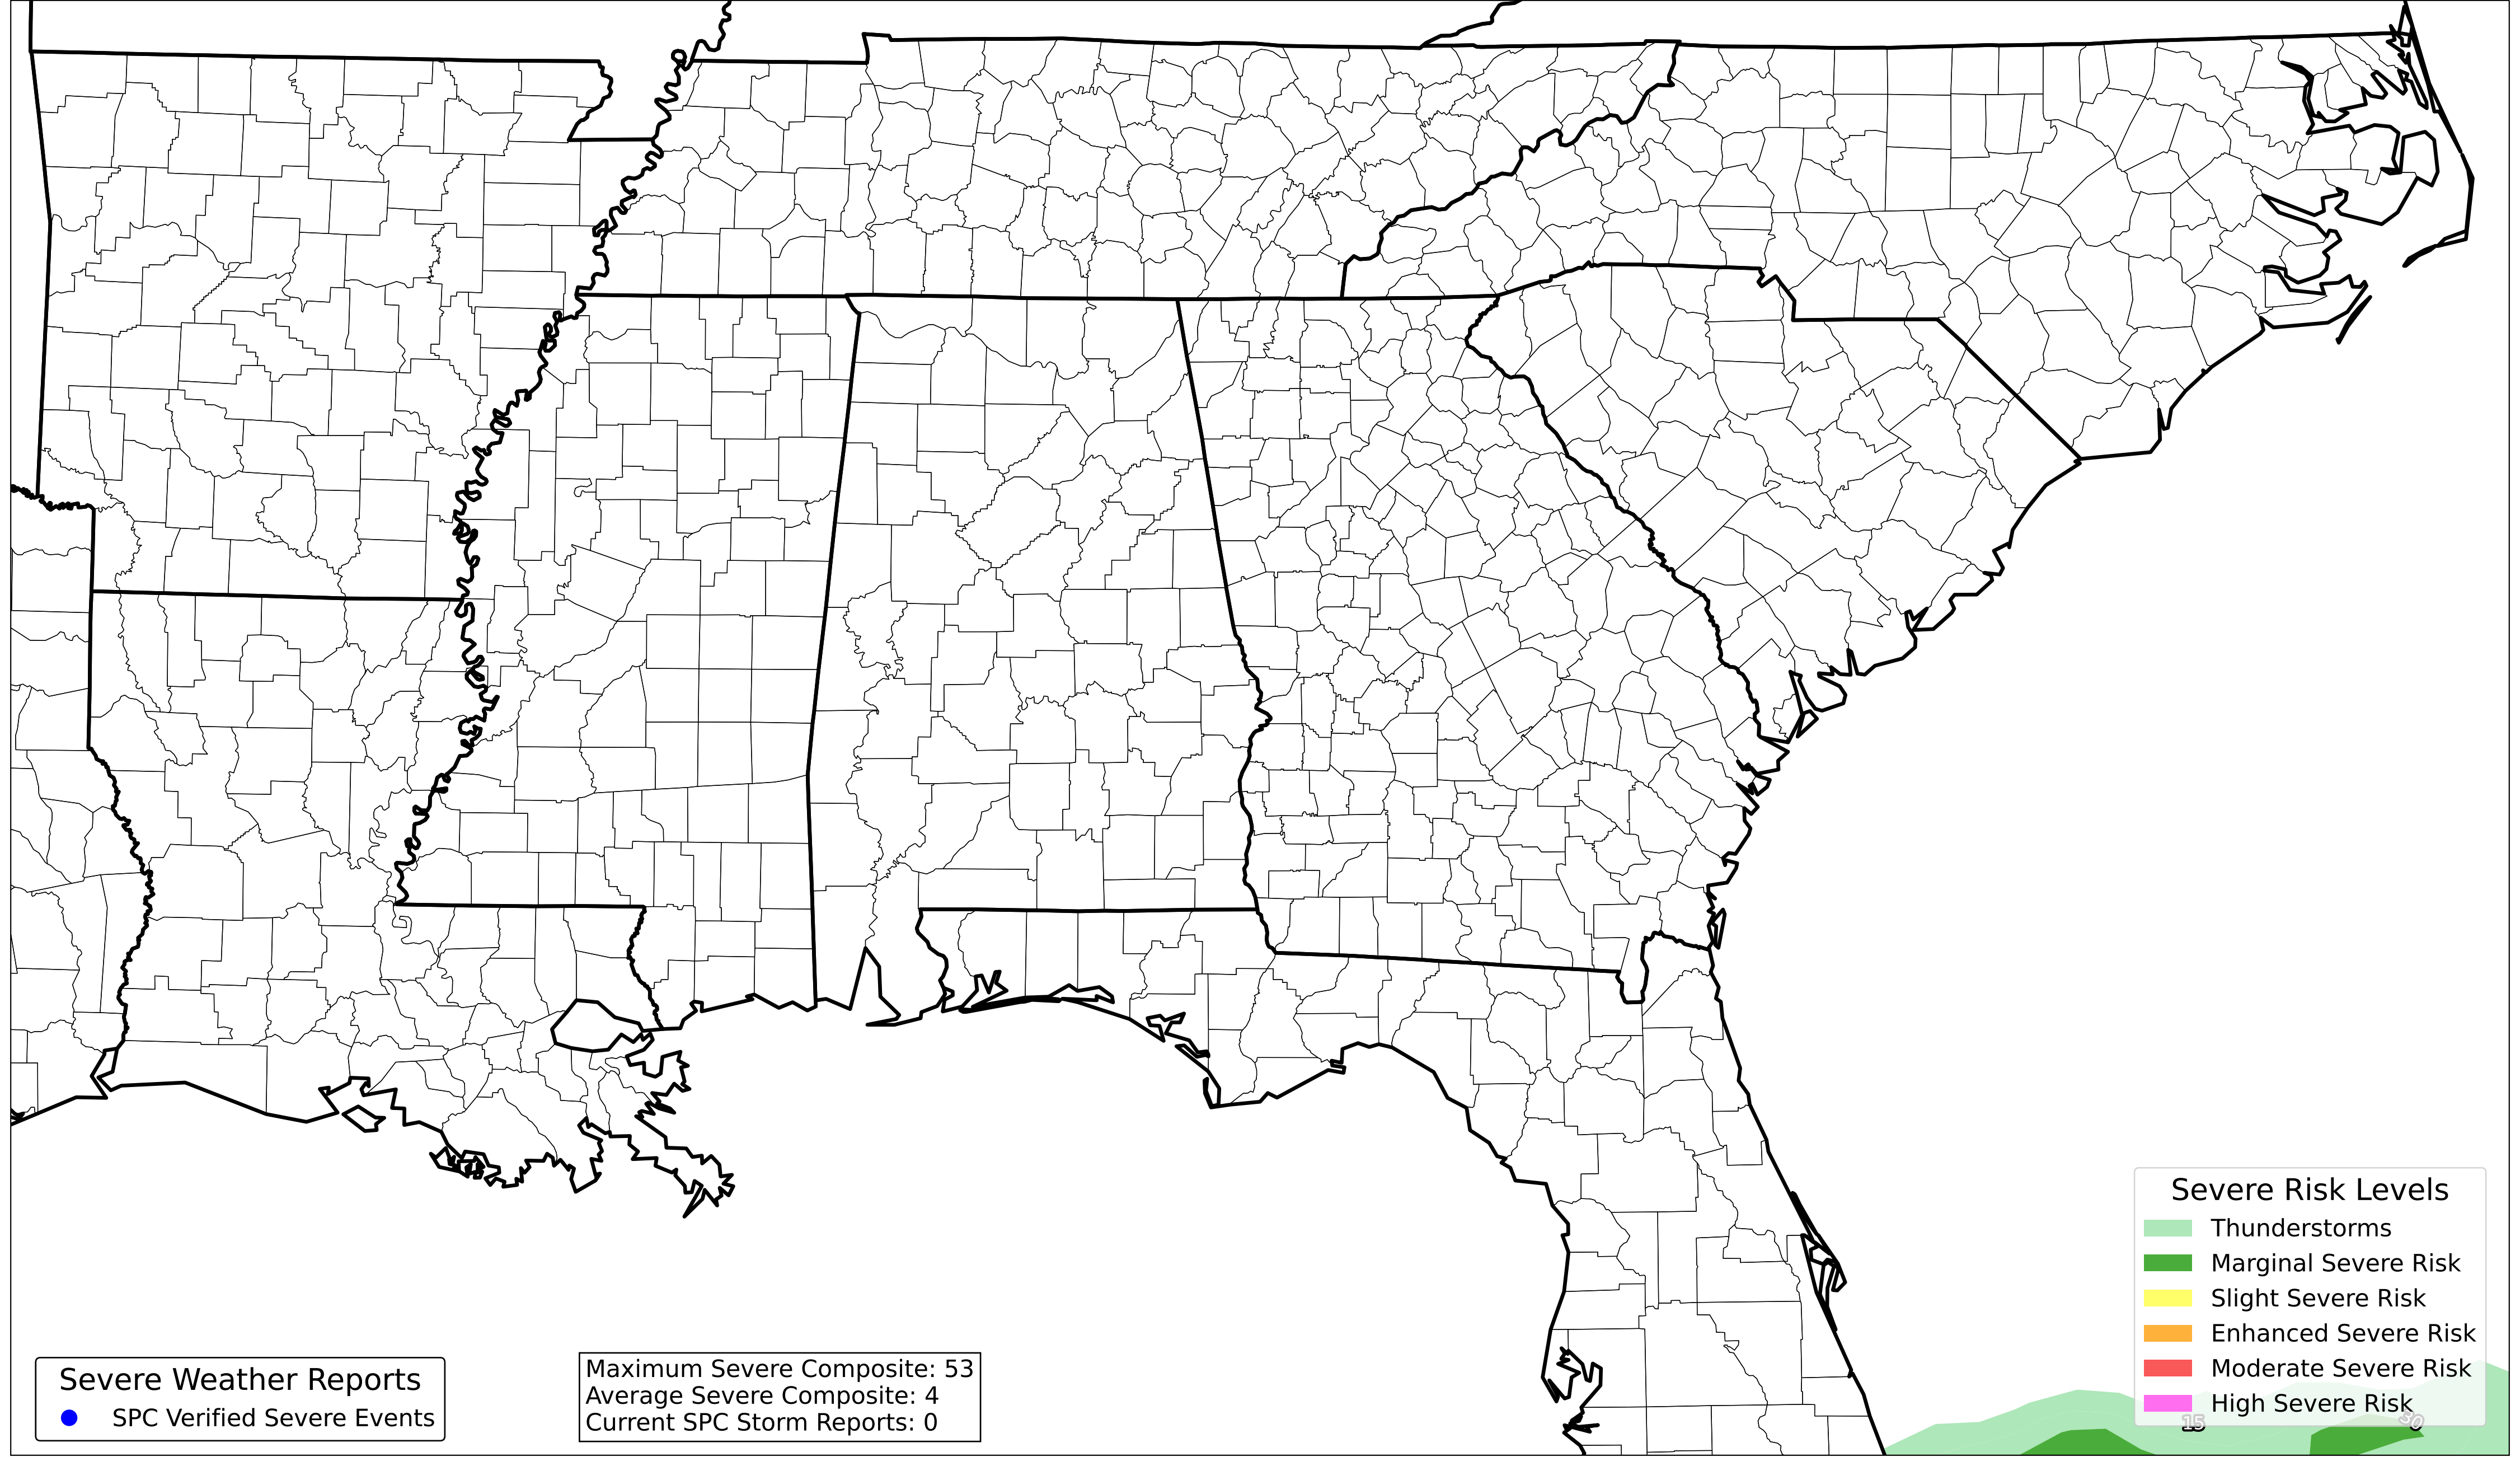 Severe Risk Levels
Thunderstorms
Marginal Severe Risk
Slight Severe Risk
Enhanced Severe Risk
Moderate Severe Risk
High Severe Risk
15
30
Severe Weather Reports
SPC Verified Severe Events
Maximum Severe Composite: 53
Average Severe Composite: 4
Current SPC Storm Reports: 0